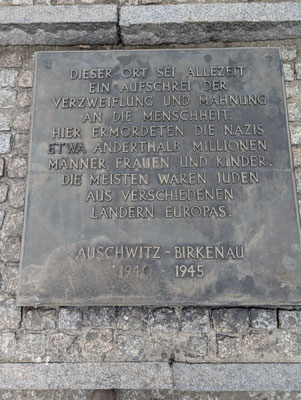 DIESER ORT SEI ALLEZEIT
EIN AUFSCHREI DER
VERZWEIFLUNG UND MAHNUNG
AN DIE MENSCHHEIT.
HIER ERMORDETEN DIE NAZIS
ETWA ANDERTHALB MILLIONEN
MÄNNER, FRAUEN UND KINDER.
DIE MEISTEN WAREN JUDEN
AUS VERSCHIEDENEN
LÄNDERN EUROPAS.
AUSCHWITZ - BIRKENAU
1940 - 1945